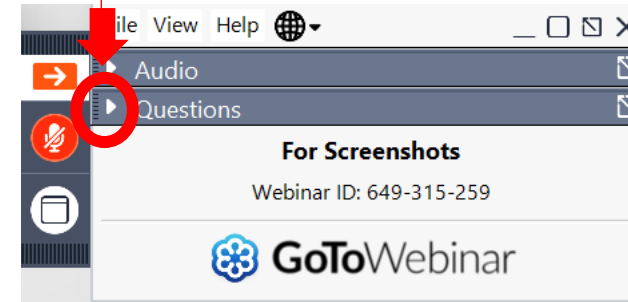 ile View Help
Audio
Questions
For Screenshots
Webinar ID: 649-315-259
GoToWebinar